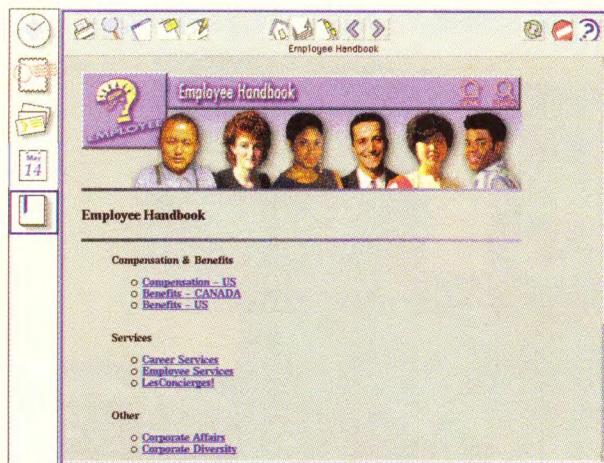 Employee Handbook
Employee Handbook
EMPLOYEE
May
14
Employee Handbook
Compensation & Benefits
Compensation – US
Benefits – CANADA
Benefits – US
Services
Career Services
Employee Services
LesConcierges!
Other
Corporate Affairs
Corporate Diversity